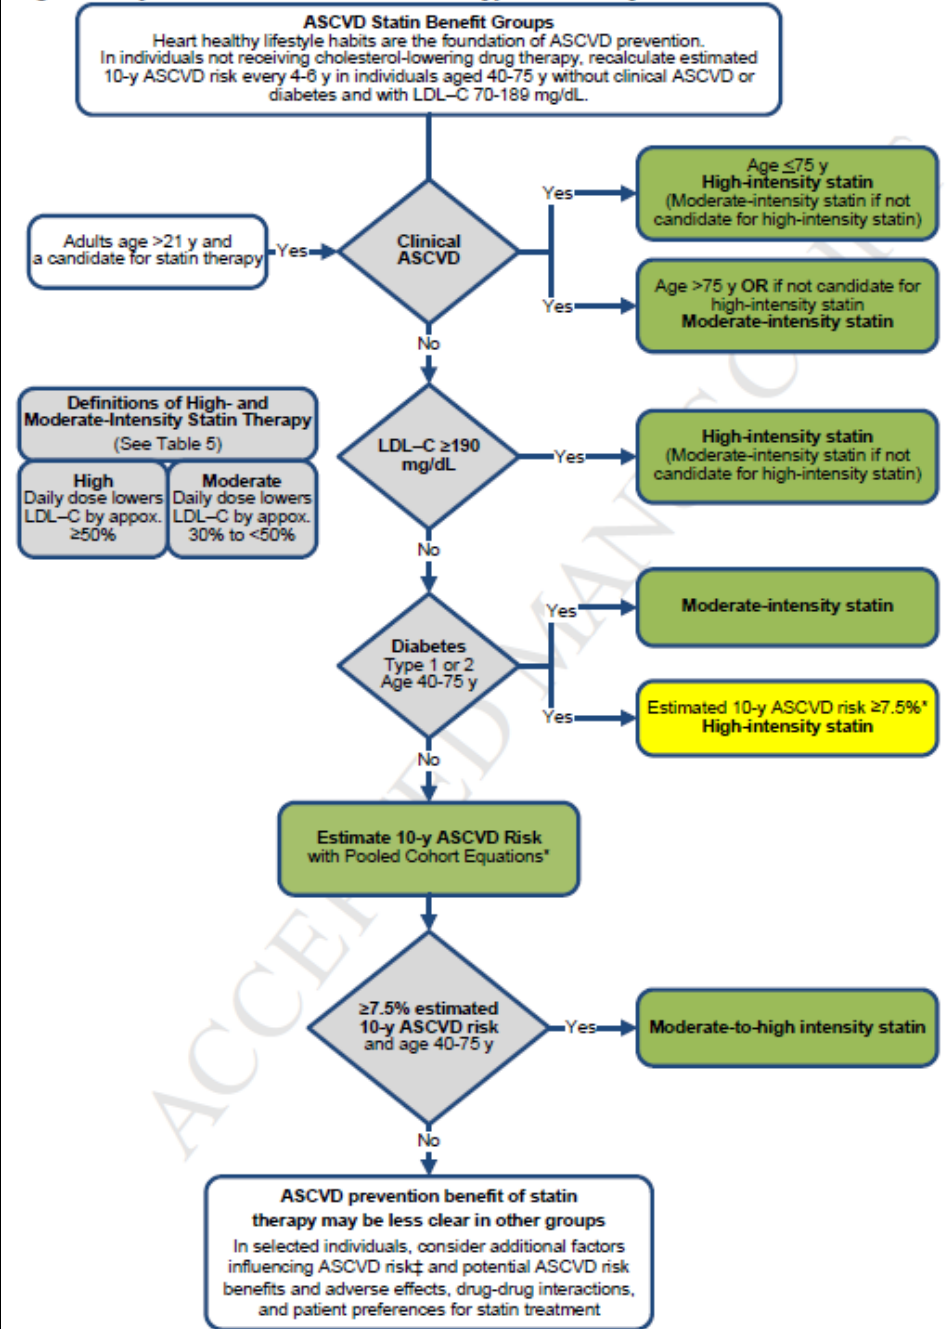 ASCVD Statin Benefit Groups
Heart healthy lifestyle habits are the foundation of ASCVD prevention.
In individuals not receiving cholesterol-lowering drug therapy, recalculate estimated
10-y ASCVD risk every 4-6 y in individuals aged 40-75 y without clinical ASCVD or
diabetes and with LDL–C 70-189 mg/dL.
Adults age >21 y and
a candidate for statin therapy
Yes
Clinical
ASCVD
Yes
Age ≤75 y
High-intensity statin
(Moderate-intensity statin if not
candidate for high-intensity statin)
Yes
Age >75 y OR if not candidate for
high-intensity statin
Moderate-intensity statin
No
Definitions of High- and
Moderate-Intensity Statin Therapy
(See Table 5)
High
Daily dose lowers
LDL–C by appox.
≥50%
Moderate
Daily dose lowers
LDL–C by appox.
30% to <50%
LDL–C ≥190
mg/dL
Yes
High-intensity statin
(Moderate-intensity statin if not
candidate for high-intensity statin)
No
Diabetes
Type 1 or 2
Age 40-75 y
Yes
Moderate-intensity statin
Yes
Estimated 10-y ASCVD risk ≥7.5%*
High-intensity statin
No
Estimate 10-y ASCVD Risk
with Pooled Cohort Equations*
≥7.5% estimated
10-y ASCVD risk
and age 40-75 y
Yes
Moderate-to-high intensity statin
No
ASCVD prevention benefit of statin
therapy may be less clear in other groups
In selected individuals, consider additional factors
influencing ASCVD risk‡ and potential ASCVD risk
benefits and adverse effects, drug-drug interactions,
and patient preferences for statin treatment